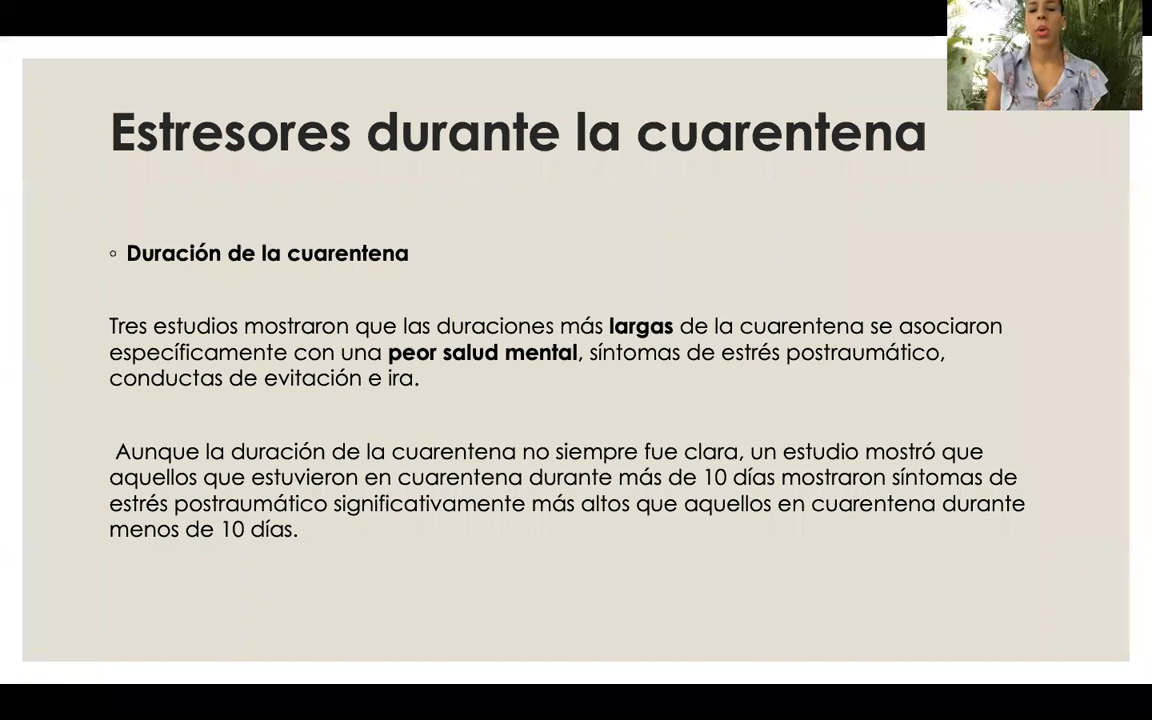 Estresores durante la cuarentena
◦ Duración de la cuarentena
Tres estudios mostraron que las duraciones más largas de la cuarentena se asociaron
específicamente con una peor salud mental, síntomas de estrés postraumático,
conductas de evitación e ira.
Aunque la duración de la cuarentena no siempre fue clara, un estudio mostró que
aquellos que estuvieron en cuarentena durante más de 10 días mostraron síntomas de
estrés postraumático significativamente más altos que aquellos en cuarentena durante
menos de 10 días.